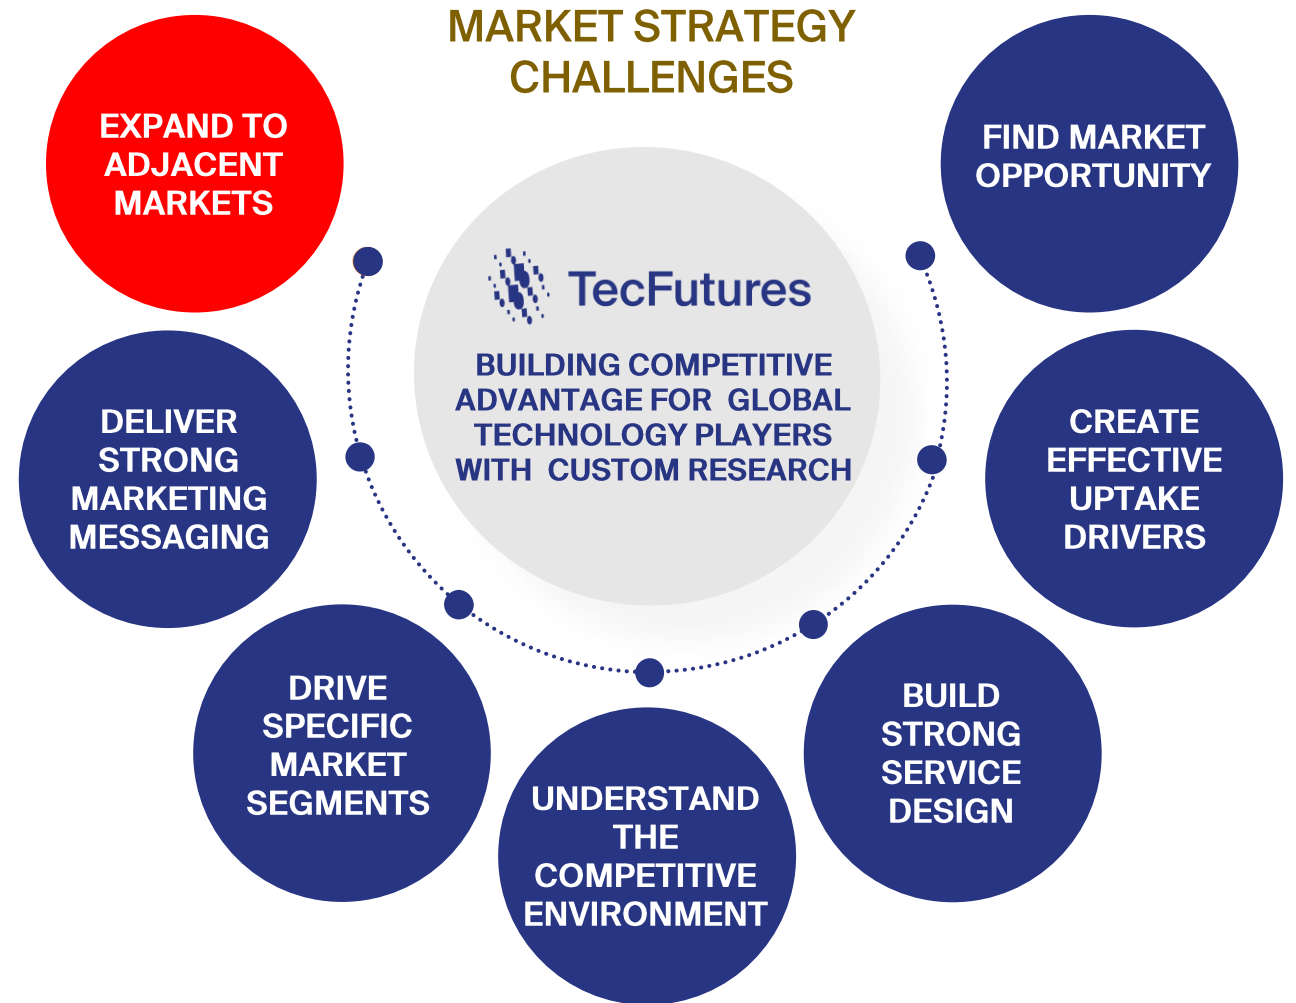 MARKET STRATEGY
CHALLENGES
EXPAND TO
ADJACENT
MARKETS
FIND MARKET
OPPORTUNITY
TecFutures
BUILDING COMPETITIVE
ADVANTAGE FOR GLOBAL
TECHNOLOGY PLAYERS
WITH CUSTOM RESEARCH
DELIVER
STRONG
MARKETING
MESSAGING
CREATE
EFFECTIVE
UPTAKE
DRIVERS
DRIVE
SPECIFIC
MARKET
SEGMENTS
BUILD
STRONG
SERVICE
DESIGN
UNDERSTAND
THE
COMPETITIVE
ENVIRONMENT